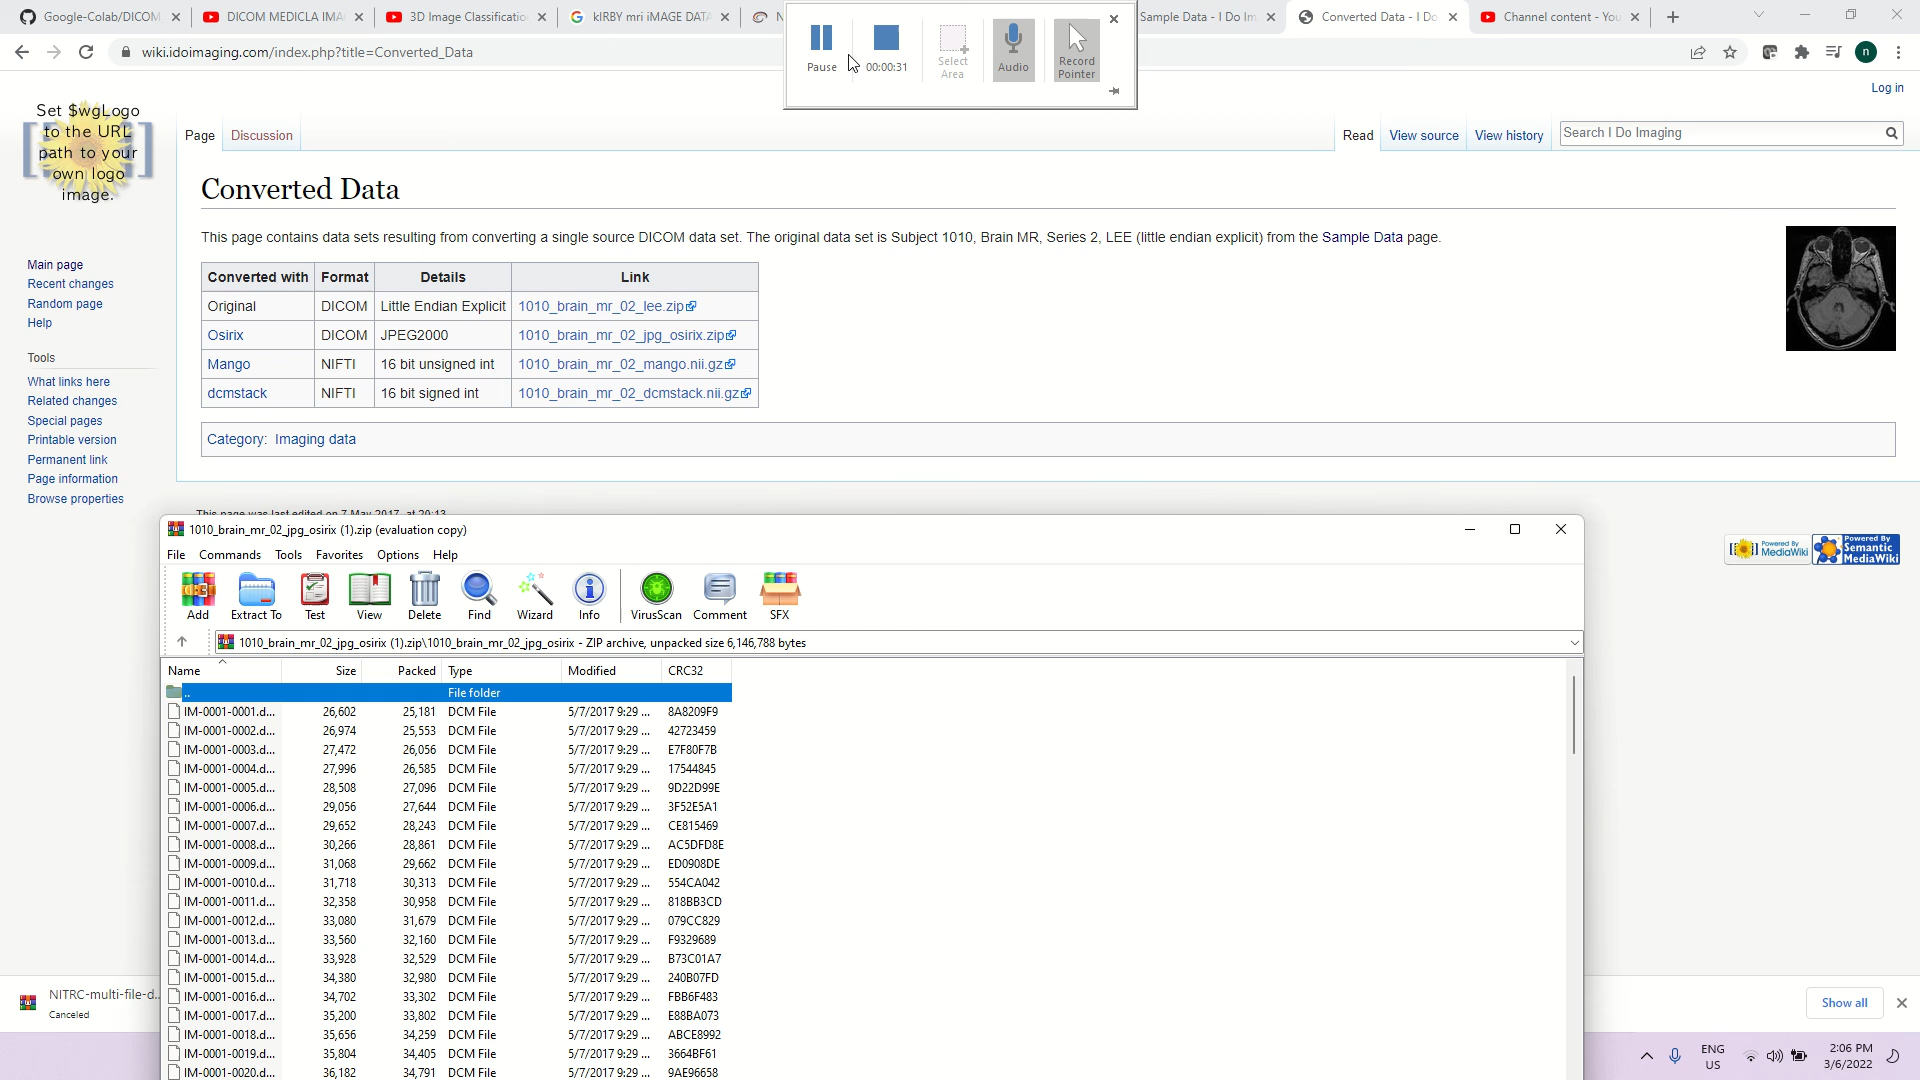 Google-Colab/DICOM
DICOM MEDICLA IMA
3D Image Classificatio
kIRBY mri iMAGE DATA
N
Sample Data - I Do Im
Converted Data - I Do
Channel content - You
wiki.idoimaging.com/index.php?title=Converted_Data
n
Pause
00:00:31
Select
Area
Audio
Record
Pointer
Log in
Set $wgLogo
to the URL
path to your
own logo
image.
Page
Discussion
Read
View source
View history
Search I Do Imaging
Converted Data
This page contains data sets resulting from converting a single source DICOM data set. The original data set is Subject 1010, Brain MR, Series 2, LEE (little endian explicit) from the Sample Data page.
Main page
Recent changes
Random page
Help
Tools
What links here
Related changes
Special pages
Printable version
Permanent link
Page information
Browse properties
Converted with Format Details Link
Original DICOM Little Endian Explicit 1010_brain_mr_02_lee.zip
Osirix DICOM JPEG2000 1010_brain_mr_02_jpg_osirix.zip
Mango NIFTI 16 bit unsigned int 1010_brain_mr_02_mango.nii.gz
dcmstack NIFTI 16 bit signed int 1010_brain_mr_02_dcmstack.nii.gz
Category: Imaging data
This page was last edited on 7 May 2017, at 20:13
Powered By
MediaWiki
Powered By
Semantic
MediaWiki
1010_brain_mr_02_jpg_osirix (1).zip (evaluation copy)
File Commands Tools Favorites Options Help
Add Extract To Test View Delete Find Wizard Info VirusScan Comment SFX
1010_brain_mr_02_jpg_osirix (1).zip\1010_brain_mr_02_jpg_osirix - ZIP archive, unpacked size 6,146,788 bytes
Name Size Packed Type Modified CRC32
.. File folder
IM-0001-0001.d... 26,602 25,181 DCM File 5/7/2017 9:29 ... 8A8209F9
IM-0001-0002.d... 26,974 25,553 DCM File 5/7/2017 9:29 ... 42723459
IM-0001-0003.d... 27,472 26,056 DCM File 5/7/2017 9:29 ... E7F80F7B
IM-0001-0004.d... 27,996 26,585 DCM File 5/7/2017 9:29 ... 17544845
IM-0001-0005.d... 28,508 27,096 DCM File 5/7/2017 9:29 ... 9D22D99E
IM-0001-0006.d... 29,056 27,644 DCM File 5/7/2017 9:29 ... 3F52E5A1
IM-0001-0007.d... 29,652 28,243 DCM File 5/7/2017 9:29 ... CE815469
IM-0001-0008.d... 30,266 28,861 DCM File 5/7/2017 9:29 ... AC5DFD8E
IM-0001-0009.d... 31,068 29,662 DCM File 5/7/2017 9:29 ... ED0908DE
IM-0001-0010.d... 31,718 30,313 DCM File 5/7/2017 9:29 ... 554CA042
IM-0001-0011.d... 32,358 30,958 DCM File 5/7/2017 9:29 ... 818BB3CD
IM-0001-0012.d... 33,080 31,679 DCM File 5/7/2017 9:29 ... 079CC829
IM-0001-0013.d... 33,560 32,160 DCM File 5/7/2017 9:29 ... F9329689
IM-0001-0014.d... 33,928 32,529 DCM File 5/7/2017 9:29 ... B73C01A7
IM-0001-0015.d... 34,380 32,980 DCM File 5/7/2017 9:29 ... 240B07FD
IM-0001-0016.d... 34,702 33,302 DCM File 5/7/2017 9:29 ... FBB6F483
IM-0001-0017.d... 35,200 33,802 DCM File 5/7/2017 9:29 ... E88BA073
IM-0001-0018.d... 35,656 34,259 DCM File 5/7/2017 9:29 ... ABCE8992
IM-0001-0019.d... 35,804 34,405 DCM File 5/7/2017 9:29 ... 3664BF61
IM-0001-0020.d... 36,182 34,791 DCM File 5/7/2017 9:29 ... 9AE96658
NITRC-multi-file-d...
Canceled
Show all
ENG
US
2:06 PM
3/6/2022